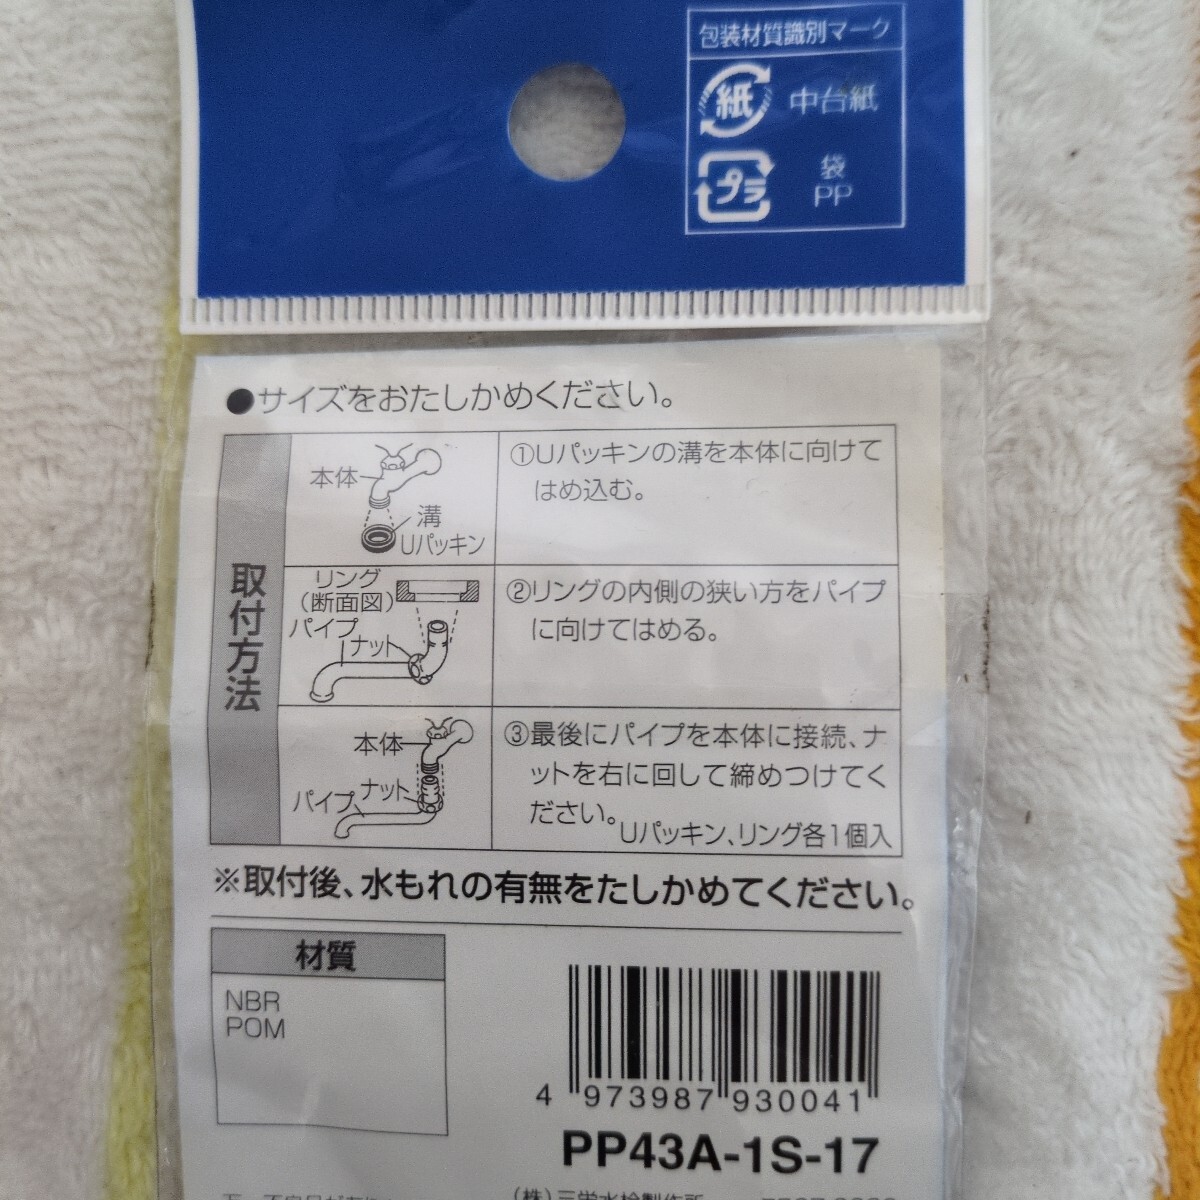 包装材質識別マーク
紙 中台紙
プラ 袋
PP
●サイズをおたしかめください。
取付方法
本体
溝
Uパッキン
①Uパッキンの溝を本体に向けて
はめ込む。
リング
(断面図)
パイプ
ナット
②リングの内側の狭い方をパイプ
に向けてはめる。
本体
ナット
パイプ
③最後にパイプを本体に接続、ナ
ットを右に回して締めつけてく
ださい。
Uパッキン、リング各1個入
※取付後、水もれの有無をたしかめてください。
材質
NBR
POM
4 973987 930041
PP43A-1S-17